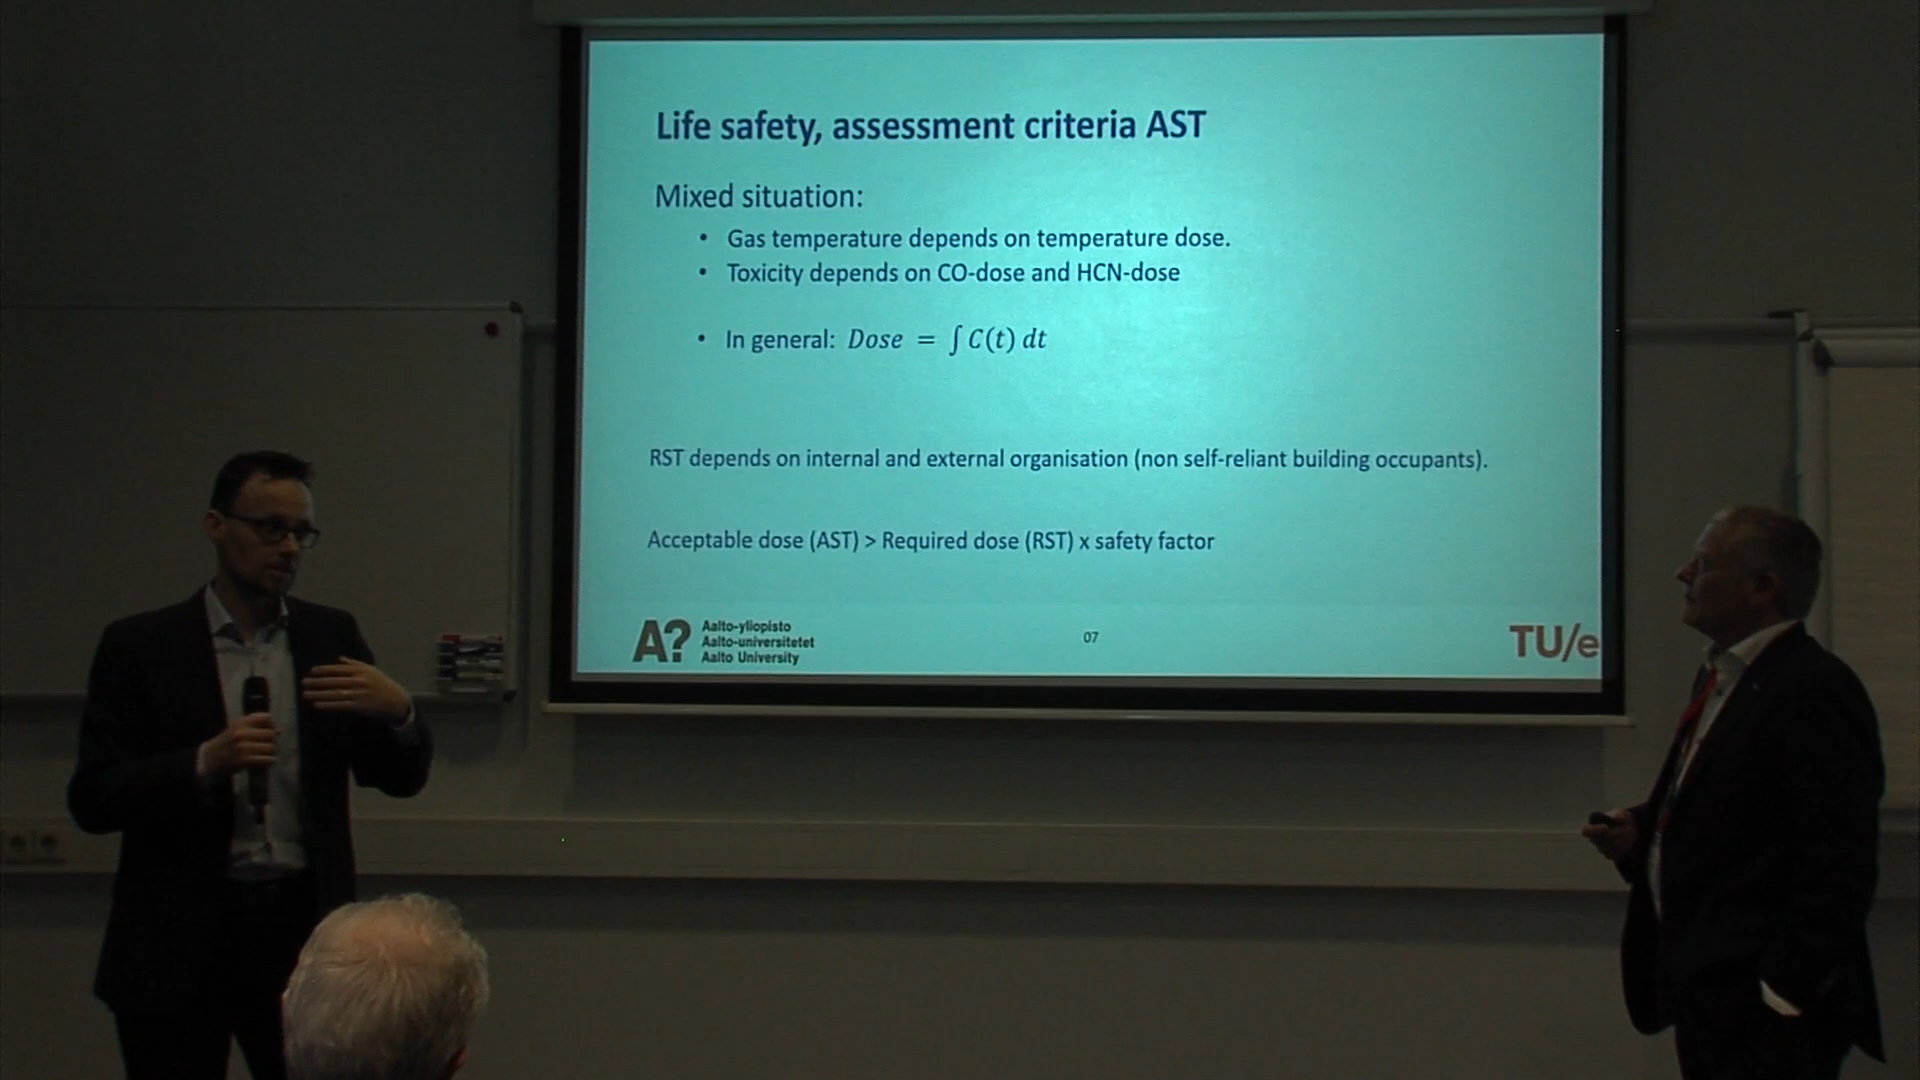 Life safety, assessment criteria AST
Mixed situation:
• Gas temperature depends on temperature dose.
• Toxicity depends on CO-dose and HCN-dose
• In general: Dose = ∫ C(t) dt
RST depends on internal and external organisation (non self-reliant building occupants).
Acceptable dose (AST) > Required dose (RST) x safety factor
A?
Aalto-yliopisto
Aalto-universitetet
Aalto University
07
TU/e